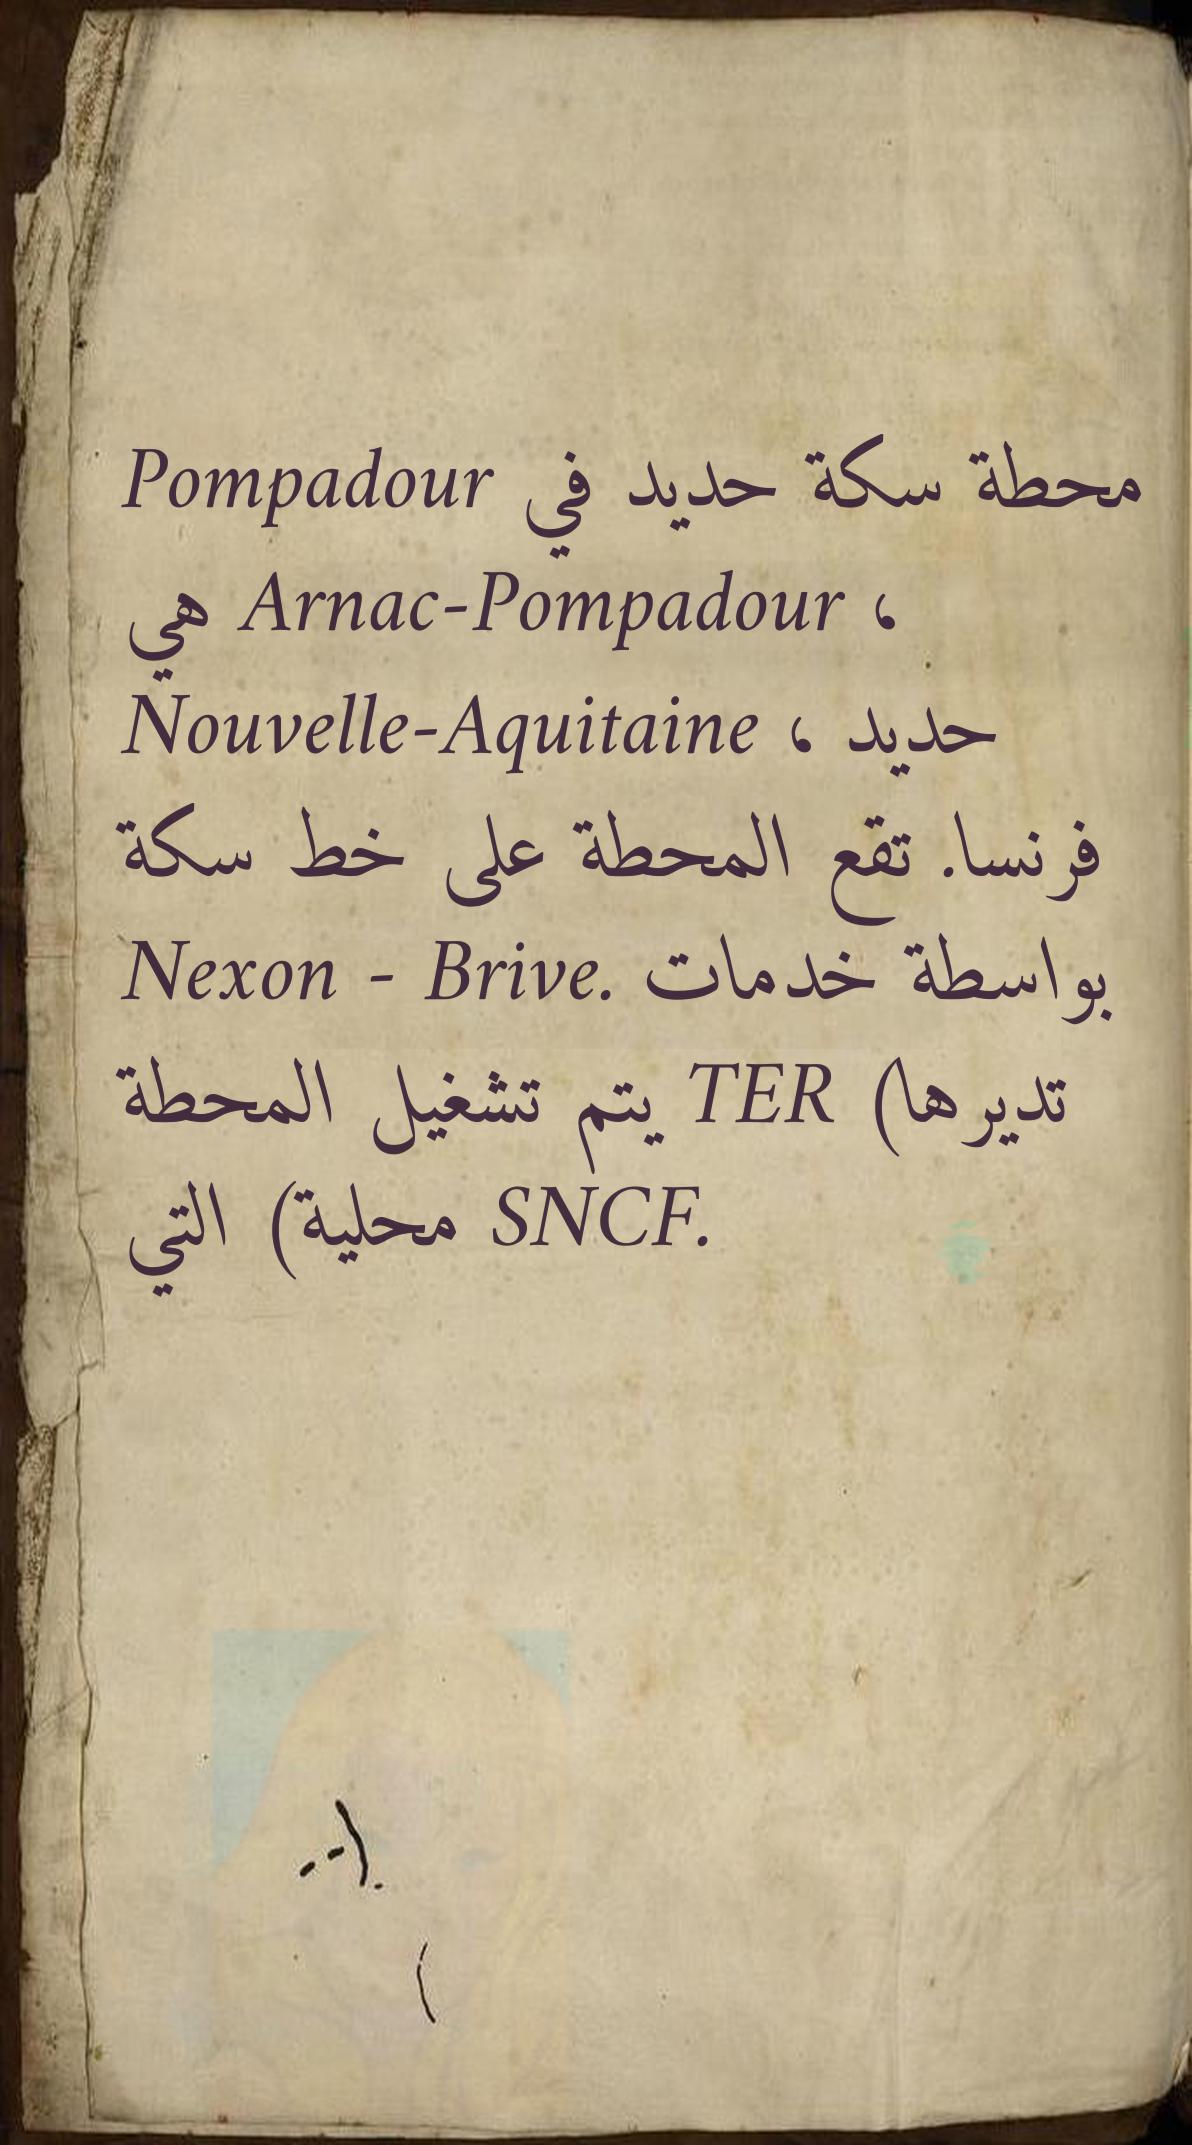 Pompadour محطة سكة حديد في
هي Arnac-Pompadour ،
Nouvelle-Aquitaine ، حديد
فرنسا. تقع المحطة على خط سكة
Nexon - Brive. بواسطة خدمات
يتم تشغيل المحطة TER (تديرها
محلية) التي SNCF.